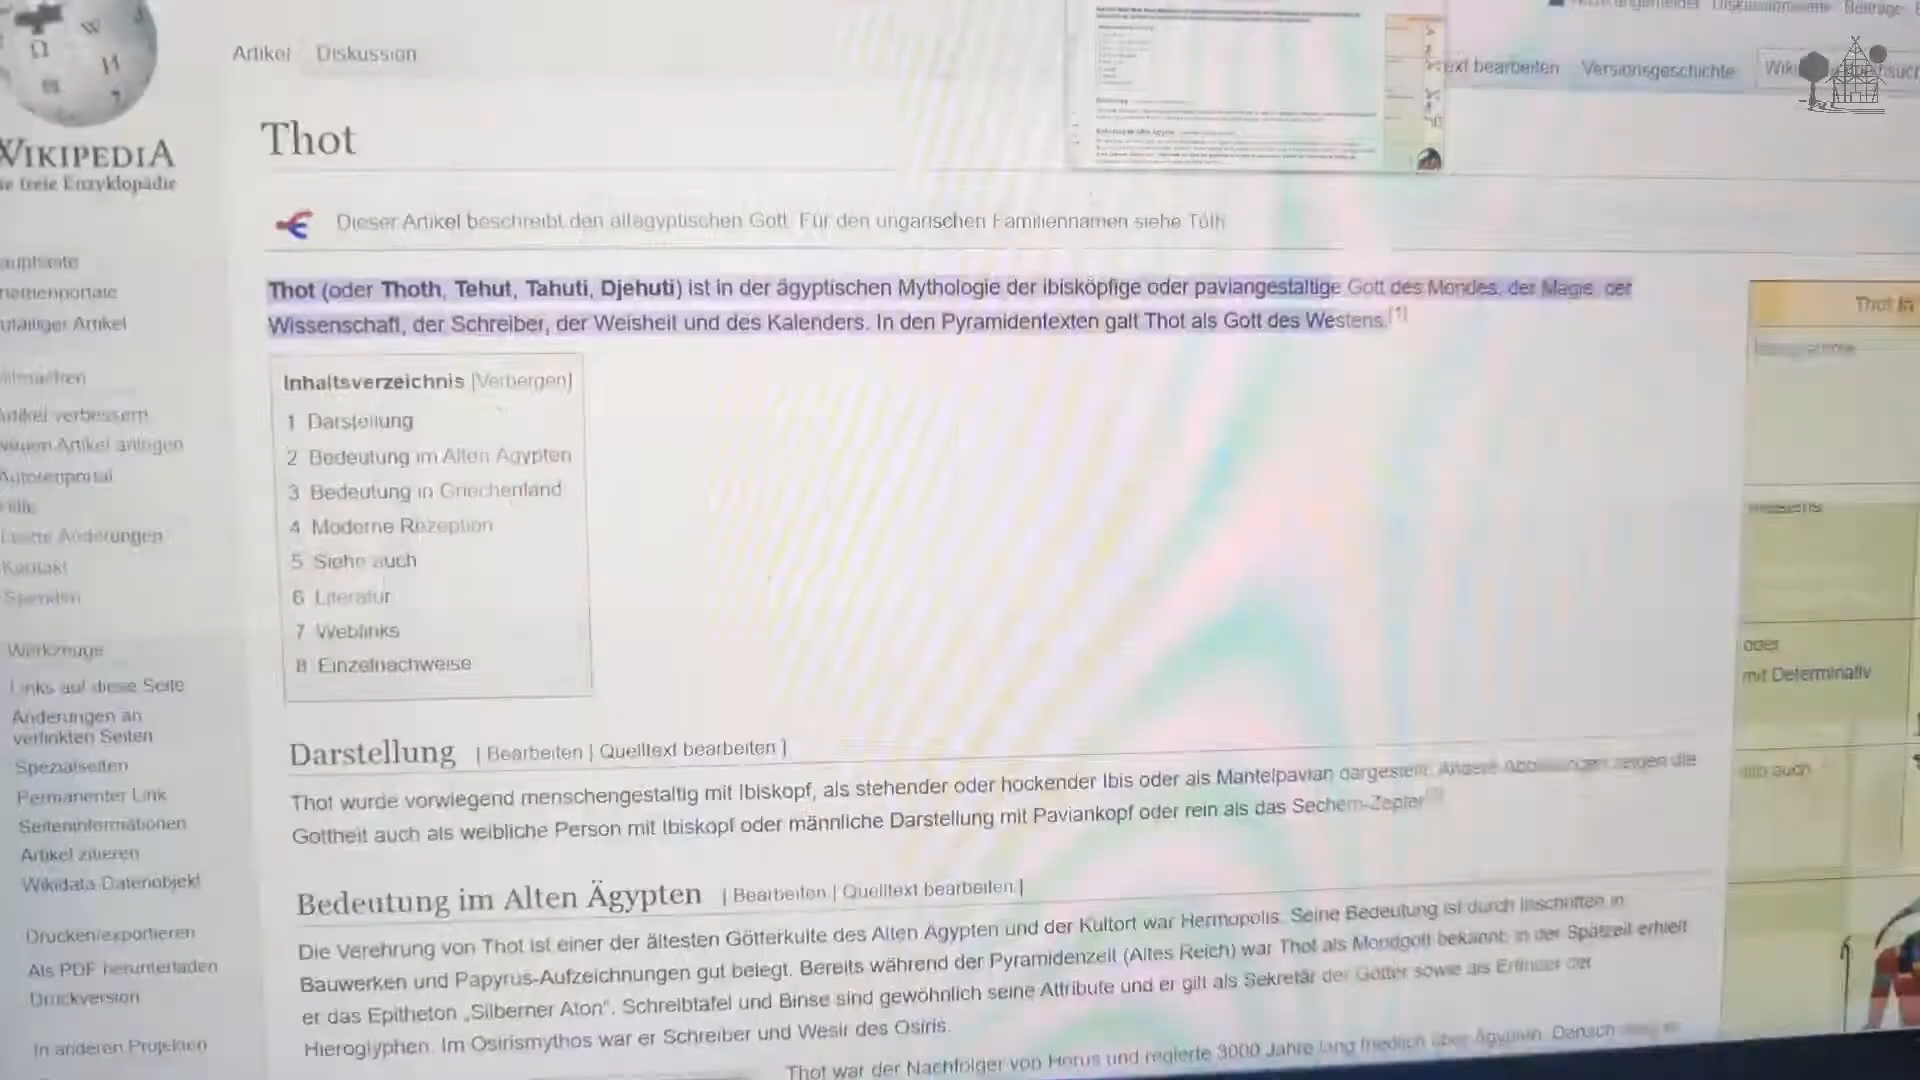 Artikel Diskussion
Versionsgeschichte
WIKIPEDIA
Thot
Dieser Artikel beschreibt den altägyptischen Gott. Für den ungarischen Familiennamen siehe Tóth
Thot (oder Thoth, Tehut, Tahuti, Djehuti) ist in der ägyptischen Mythologie der ibisköpfige oder paviangestaltige Gott des Mondes, der Magie, der
Wissenschaft, der Schreiber, der Weisheit und des Kalenders. In den Pyramidentexten galt Thot als Gott des Westens.[1]
Inhaltsverzeichnis [Verbergen]
1 Darstellung
2 Bedeutung im Alten Ägypten
3 Bedeutung in Griechenland
4 Moderne Rezeption
5 Siehe auch
6 Literatur
7 Weblinks
8 Einzelnachweise
Darstellung [ Bearbeiten | Quelltext bearbeiten ]
Thot wurde vorwiegend menschengestaltig mit Ibiskopf, als stehender oder hockender Ibis oder als Mantelpavian dargestellt. Andere Abbildungen zeigen die
Gottheit auch als weibliche Person mit Ibiskopf oder männliche Darstellung mit Paviankopf oder rein als das Sechem-Zepter
Bedeutung im Alten Ägypten [ Bearbeiten | Quelltext bearbeiten ]
Die Verehrung von Thot ist einer der ältesten Götterkulte des Alten Ägypten und der Kultort war Hermopolis. Seine Bedeutung ist durch Inschriften in
Bauwerken und Papyrus-Aufzeichnungen gut belegt. Bereits während der Pyramidenzeit (Altes Reich) war Thot als Mondgott bekannt; in der Spätzeit erhielt
er das Epitheton „Silberner Aton“. Schreibtafel und Binse sind gewöhnlich seine Attribute und er gilt als Sekretär der Götter sowie als Erfinder der
Hieroglyphen. Im Osirismythos war er Schreiber und Wesir des Osiris.
Thot war der Nachfolger von Horus und regierte 3000 Jahre lang friedlich über Ägypten. Danach
Werkzeuge
Links auf diese Seite
Änderungen an
verlinkten Seiten
Spezialseiten
Permanenter Link
Seiteninformationen
Artikel zitieren
Wikidata-Datenobjekt
Drucken/exportieren
Als PDF herunterladen
Druckversion
In anderen Projekten
oder
mit Determinativ
auch